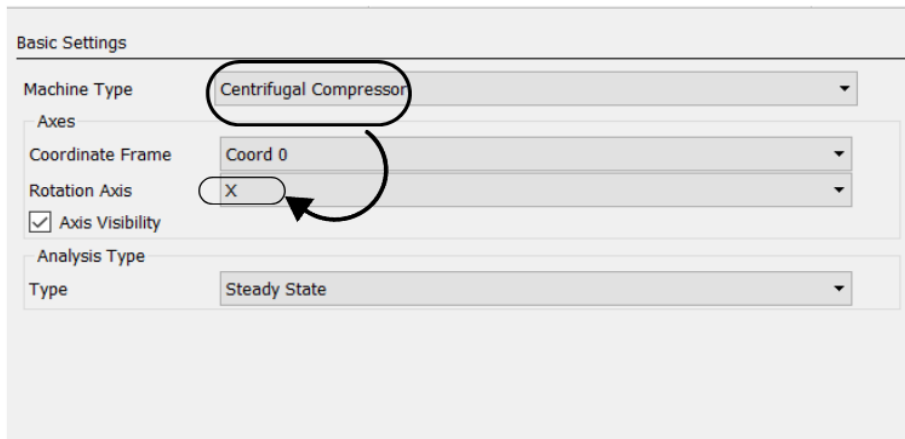 Basic Settings
Machine Type Centrifugal Compressor
Axes
Coordinate Frame Coord 0
Rotation Axis X
Axis Visibility
Analysis Type
Type Steady State